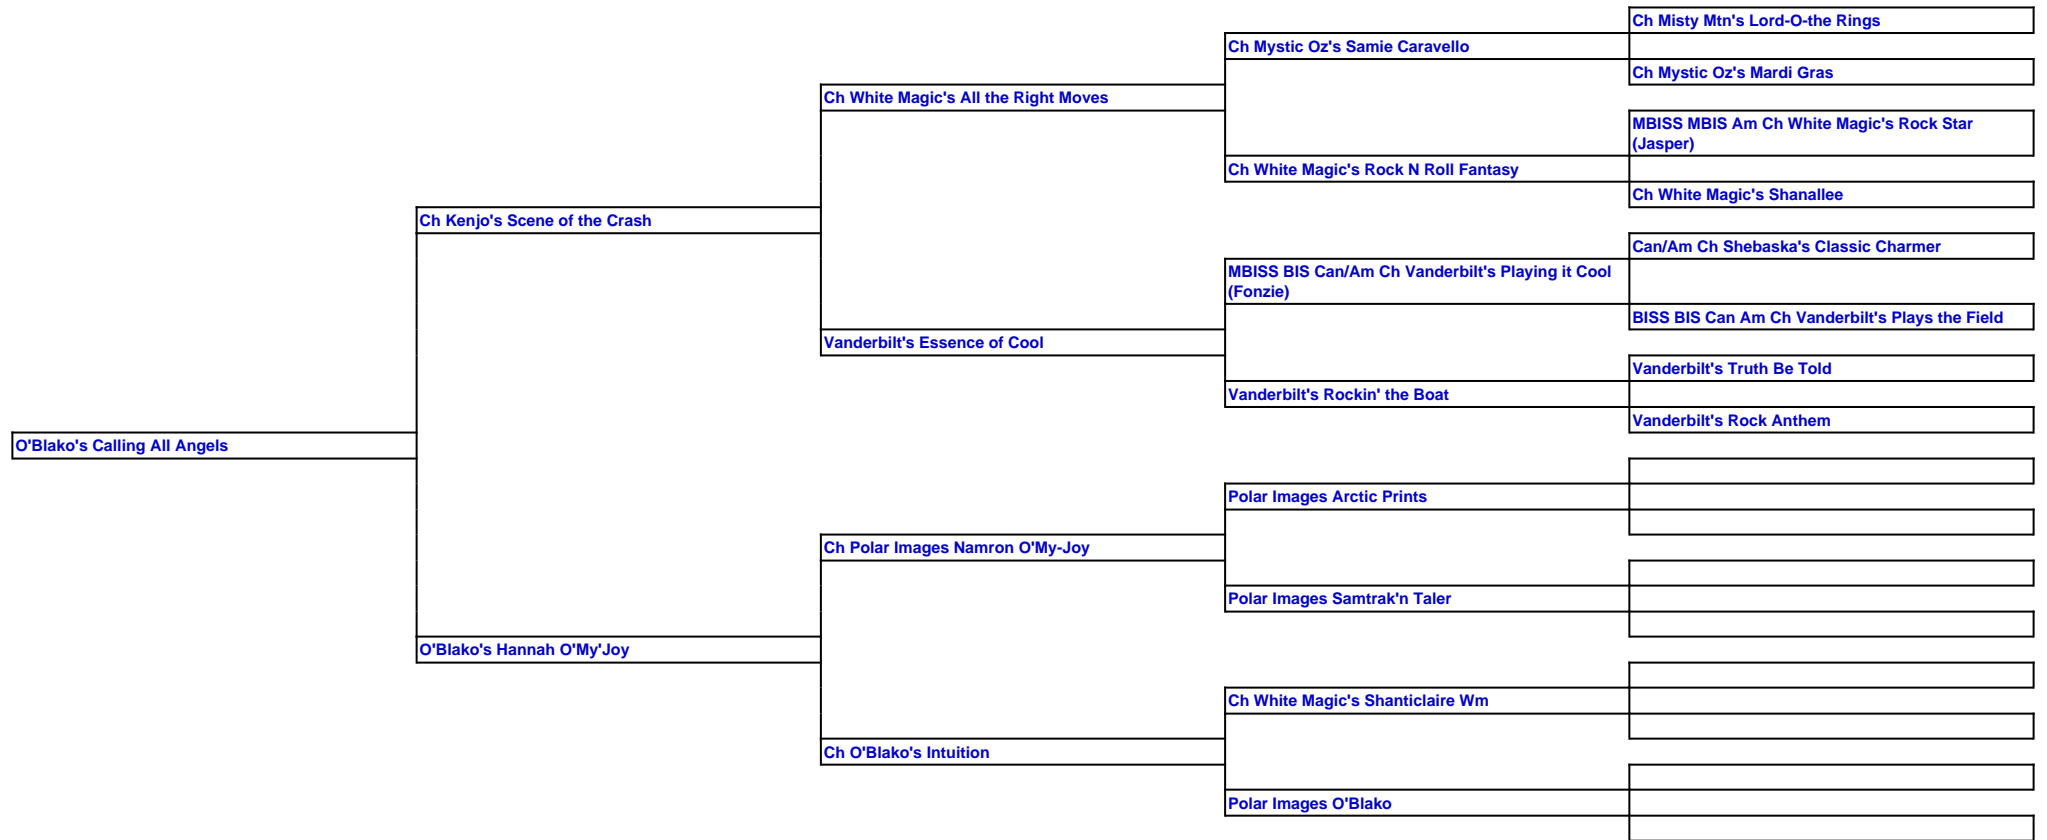 Ch Misty Mtn's Lord-O-the Rings
Ch Mystic Oz's Samie Caravello
Ch Mystic Oz's Mardi Gras
Ch White Magic's All the Right Moves
MBISS MBIS Am Ch White Magic's Rock Star
(Jasper)
Ch White Magic's Rock N Roll Fantasy
Ch White Magic's Shanallee
Ch Kenjo's Scene of the Crash
Can/Am Ch Shebaska's Classic Charmer
MBISS BIS Can/Am Ch Vanderbilt's Playing it Cool
(Fonzie)
BISS BIS Can Am Ch Vanderbilt's Plays the Field
Vanderbilt's Essence of Cool
Vanderbilt's Truth Be Told
Vanderbilt's Rockin' the Boat
Vanderbilt's Rock Anthem
O'Blako's Calling All Angels
Polar Images Arctic Prints
Ch Polar Images Namron O'My-Joy
Polar Images Samtrak'n Taler
O'Blako's Hannah O'My'Joy
Ch White Magic's Shanticlaire Wm
Ch O'Blako's Intuition
Polar Images O'Blako